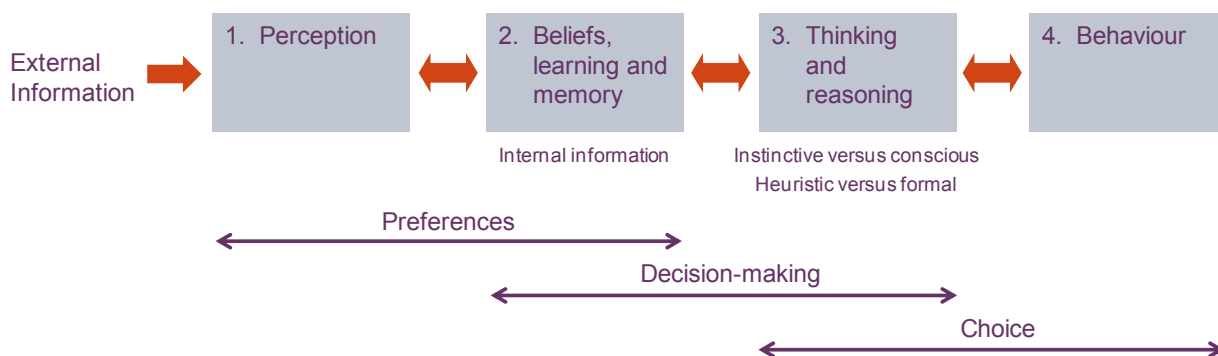 External
Information
1. Perception
2. Beliefs,
learning and
memory
3. Thinking
and
reasoning
4. Behaviour
Internal information
Instinctive versus conscious
Heuristic versus formal
Preferences
Decision-making
Choice